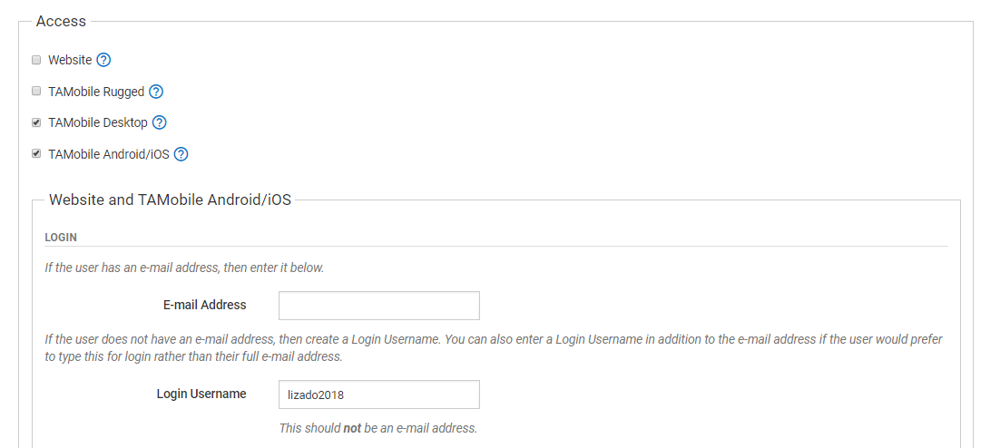 Access
Website
TAMobile Rugged
TAMobile Desktop
TAMobile Android/iOS
Website and TAMobile Android/iOS
LOGIN
If the user has an e-mail address, then enter it below.
E-mail Address
If the user does not have an e-mail address, then create a Login Username. You can also enter a Login Username in addition to the e-mail address if the user would prefer
to type this for login rather than their full e-mail address.
Login Username lizado2018
This should not be an e-mail address.